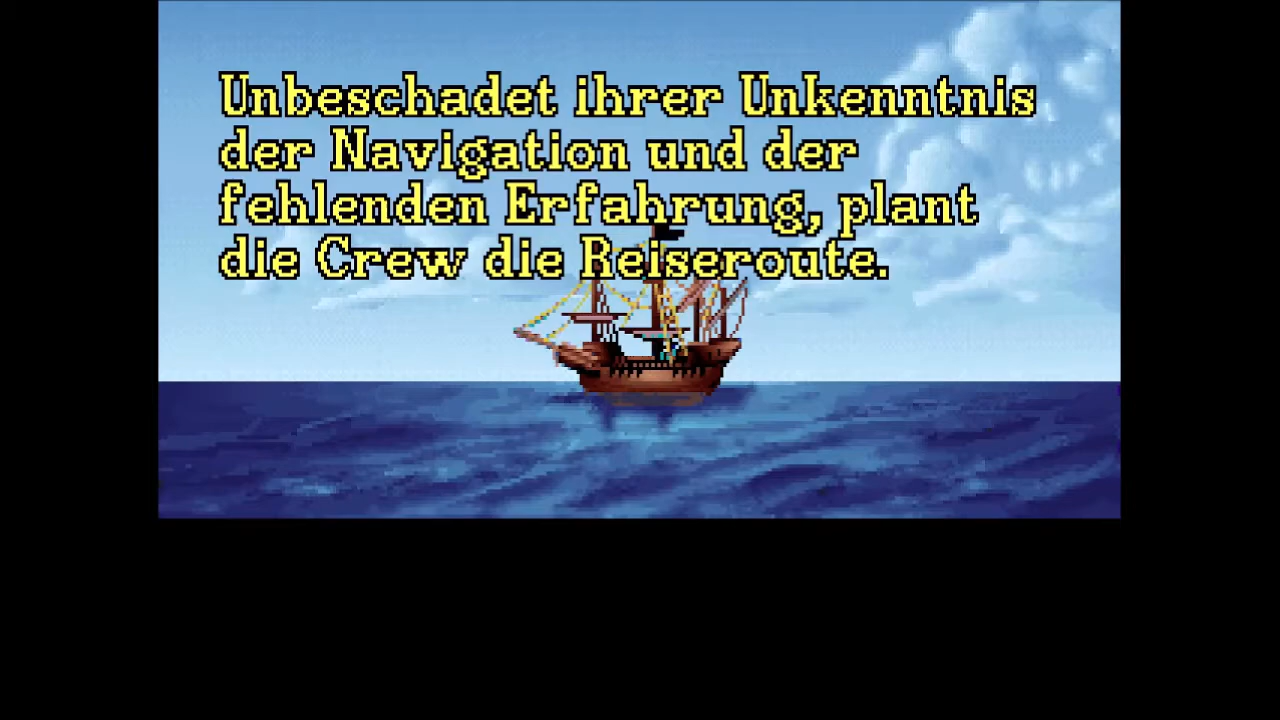 Unbeschadet ihrer Unkenntnis
der Navigation und der
fehlenden Erfahrung, plant
die Crew die Reiseroute.